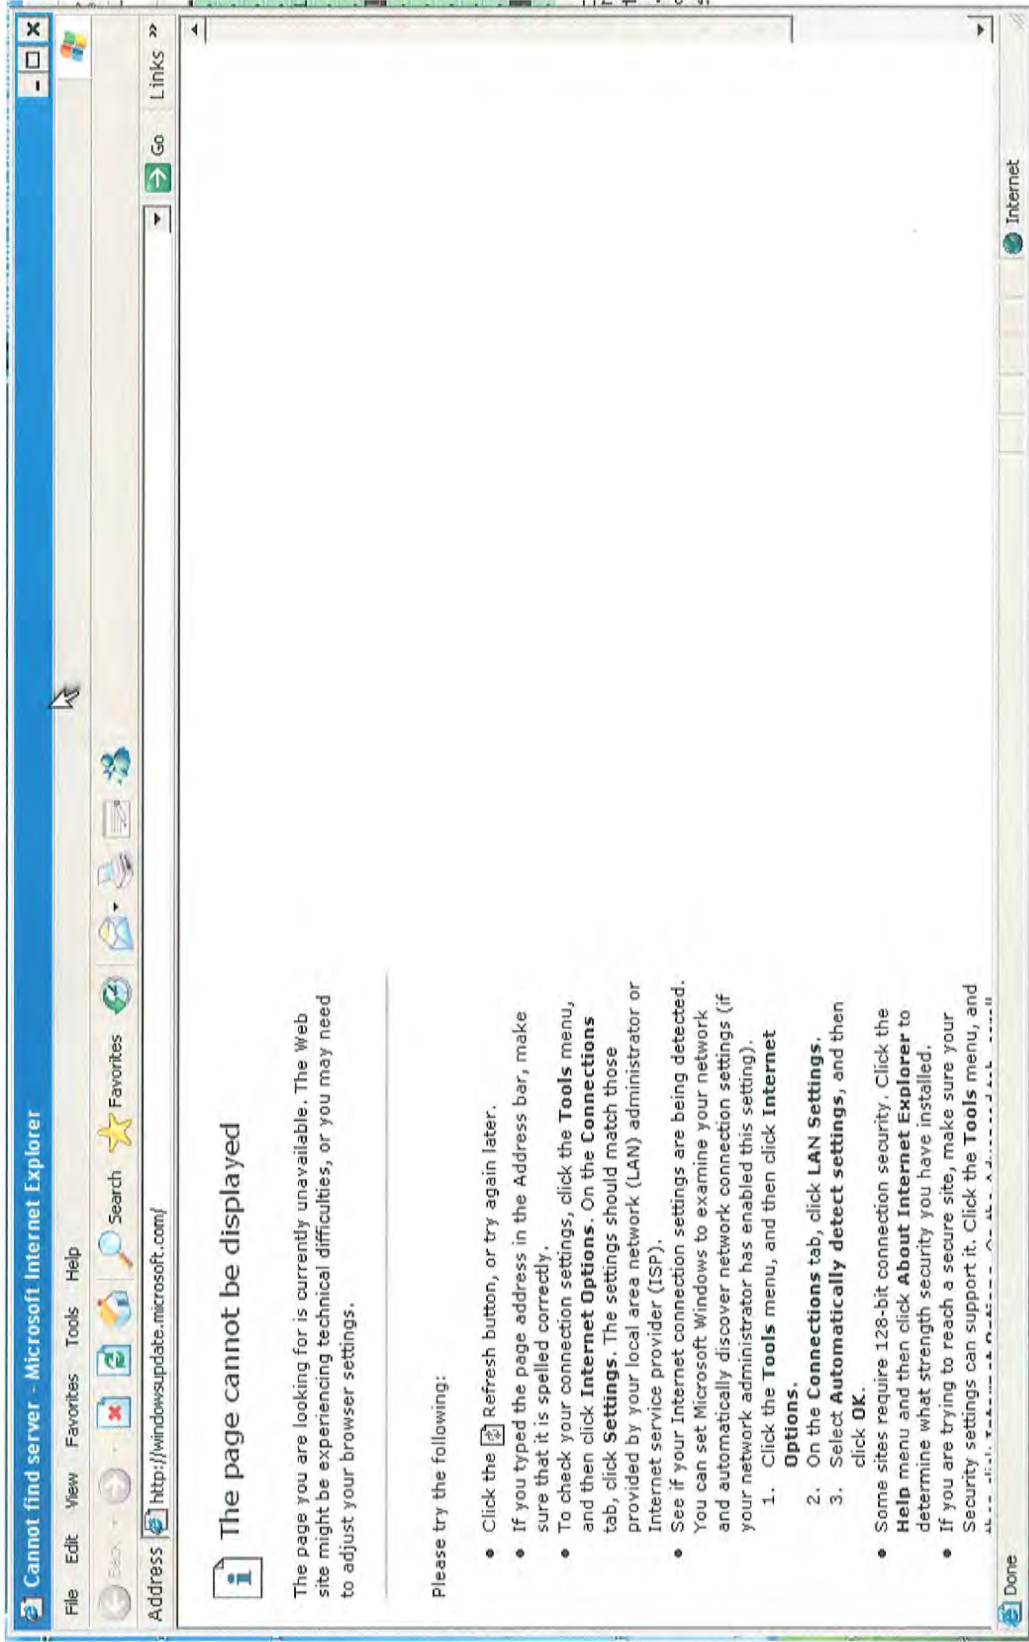 Cannot find server - Microsoft Internet Explorer
File Edit View Favorites Tools Help
Back Search Favorites
Address http://windowsupdate.microsoft.com/ Go Links »
The page cannot be displayed
The page you are looking for is currently unavailable. The Web
site might be experiencing technical difficulties, or you may need
to adjust your browser settings.
Please try the following:
• Click the Refresh button, or try again later.
• If you typed the page address in the Address bar, make
sure that it is spelled correctly.
• To check your connection settings, click the Tools menu,
and then click Internet Options. On the Connections
tab, click Settings. The settings should match those
provided by your local area network (LAN) administrator or
Internet service provider (ISP).
• See if your Internet connection settings are being detected.
You can set Microsoft Windows to examine your network
and automatically discover network connection settings (if
your network administrator has enabled this setting).
1. Click the Tools menu, and then click Internet
Options.
2. On the Connections tab, click LAN Settings.
3. Select Automatically detect settings, and then
click OK.
• Some sites require 128-bit connection security. Click the
Help menu and then click About Internet Explorer to
determine what strength security you have installed.
• If you are trying to reach a secure site, make sure your
Security settings can support it. Click the Tools menu, and
Done Internet